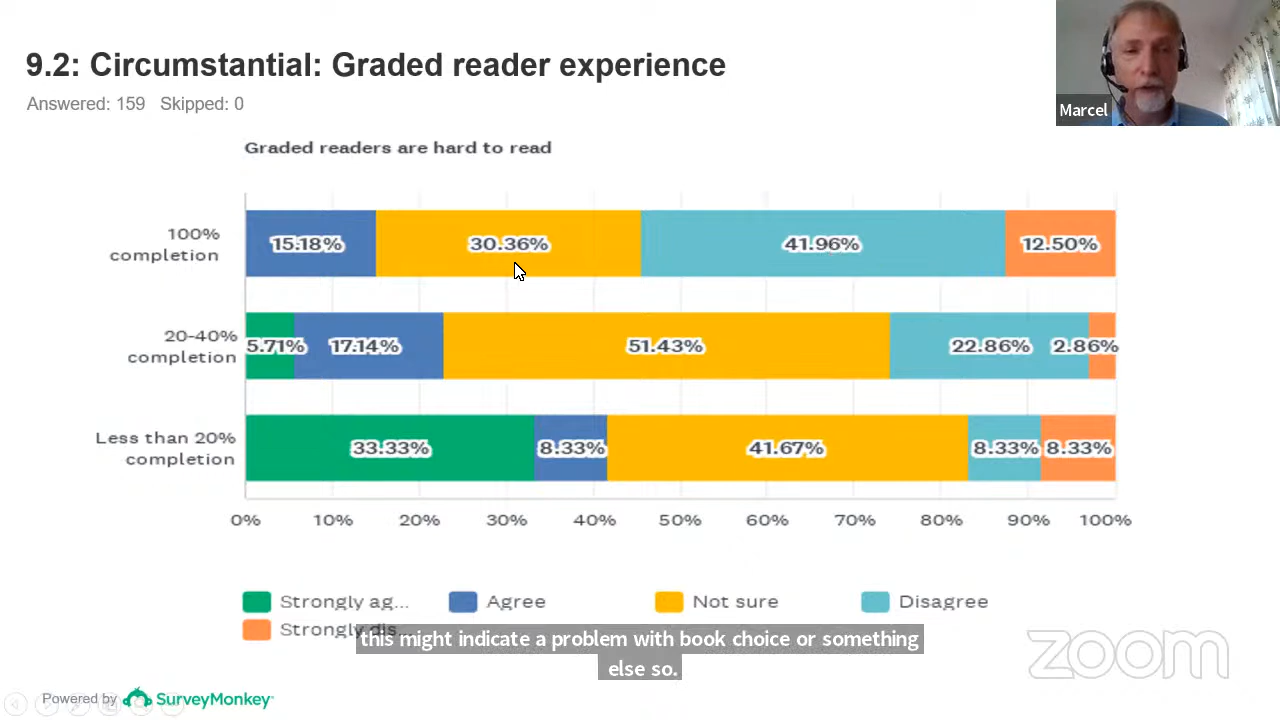 9.2: Circumstantial: Graded reader experience
Answered: 159 Skipped: 0
Marcel
Graded readers are hard to read
100%
completion
15.18% 30.36% 41.96% 12.50%
20-40%
completion
5.71% 17.14% 51.43% 22.86% 2.86%
Less than 20%
completion
33.33% 8.33% 41.67% 8.33% 8.33%
0% 10% 20% 30% 40% 50% 60% 70% 80% 90% 100%
Strongly ag... Agree Not sure Disagree
Strongly dis...
this might indicate a problem with book choice or something
else so.
zoom
Powered by SurveyMonkey